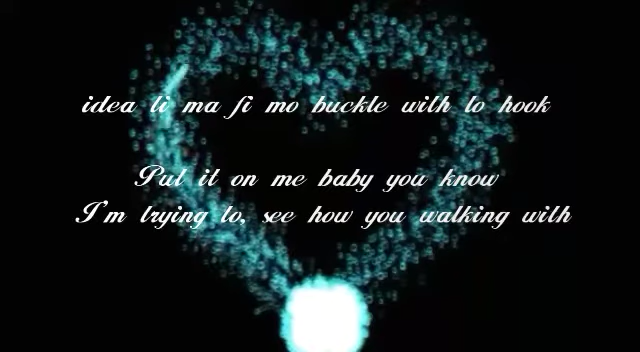 idea ti ma fi mo buckle with to hook
Put it on me baby you know
I'm trying to, see how you walking with